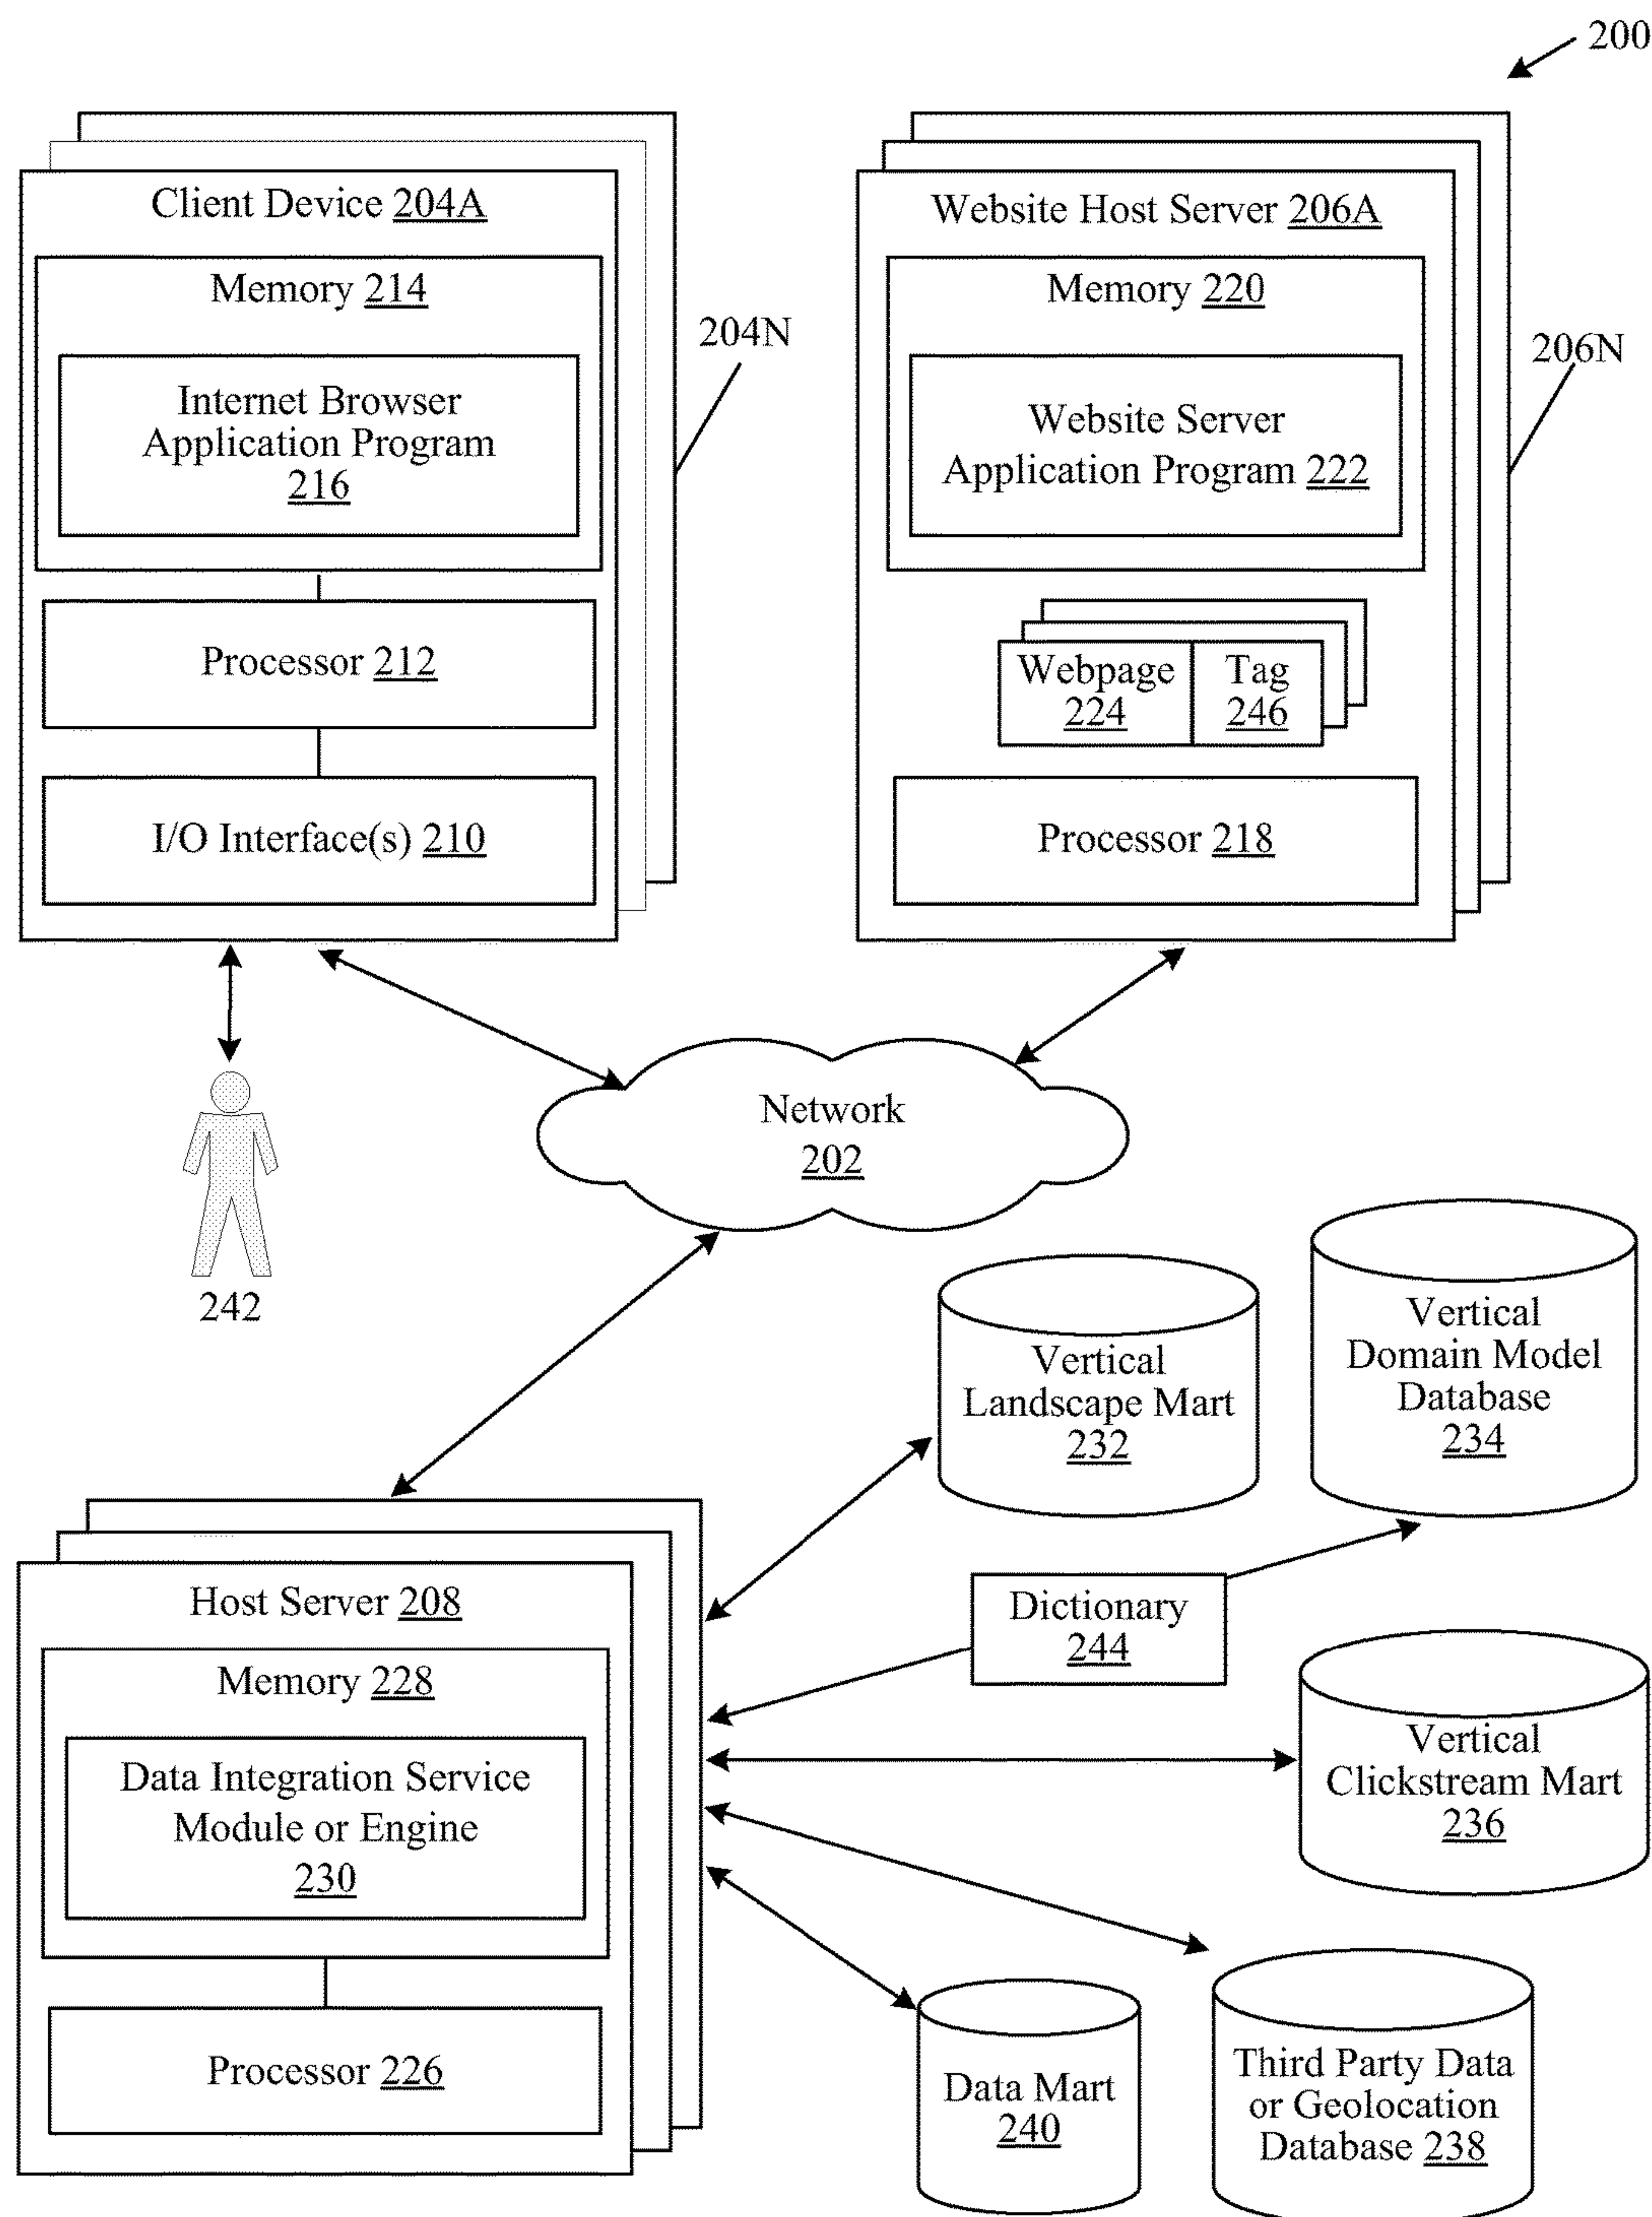 200
Client Device 204A
Memory 214
Internet Browser
Application Program
216
Processor 212
I/O Interface(s) 210
204N
Website Host Server 206A
Memory 220
Website Server
Application Program 222
Webpage
224
Tag
246
Processor 218
206N
242
Network
202
Vertical
Landscape Mart
232
Vertical
Domain Model
Database
234
Host Server 208
Memory 228
Data Integration Service
Module or Engine
230
Processor 226
Dictionary
244
Vertical
Clickstream Mart
236
Data Mart
240
Third Party Data
or Geolocation
Database 238